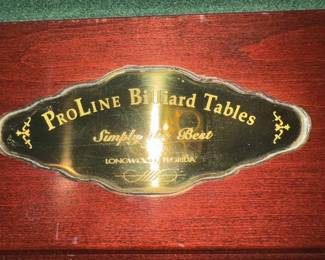 ProLine Billiard Tables
Simply the Best
Longwood, Florida